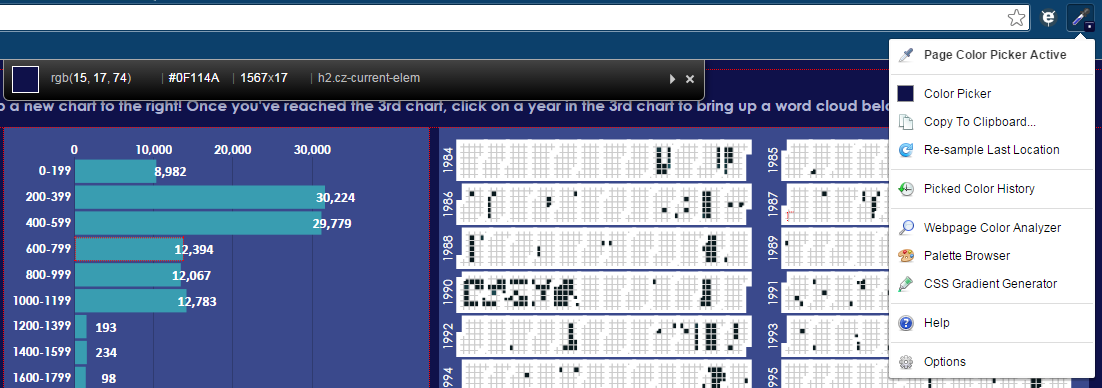 Page Color Picker Active
rgb(15, 17, 74) | #0F114A | 1567x17 | h2.cz-current-elem
a new chart to the right! Once you've reached the 3rd chart, click on a year in the 3rd chart to bring up a word cloud
Color Picker
Copy To Clipboard...
Re-sample Last Location
Picked Color History
Webpage Color Analyzer
Palette Browser
CSS Gradient Generator
Help
Options
0 10,000 20,000 30,000
0-199 8,982
200-399 30,224
400-599 29,779
600-799 12,394
800-999 12,067
1000-1199 12,783
1200-1399 193
1400-1599 234
1600-1799 98
1984 1985
1986 1987
1988 1989
1990 1991
1992 1993
1994 1995